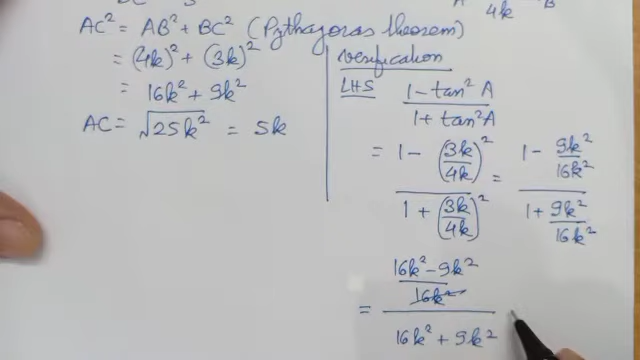 A 4k B
AC² = AB² + BC² (Pythagoras theorem)
= (4k)² + (3k)²
= 16k² + 9k²
AC = √25k² = 5k
Verification
LHS
1 - tan² A
1 + tan² A
= 1 - (3k/4k)² / 1 + (3k/4k)² = 1 - 9k²/16k² / 1 + 9k²/16k²
= 16k² - 9k² / 16k²
16k² + 9k²